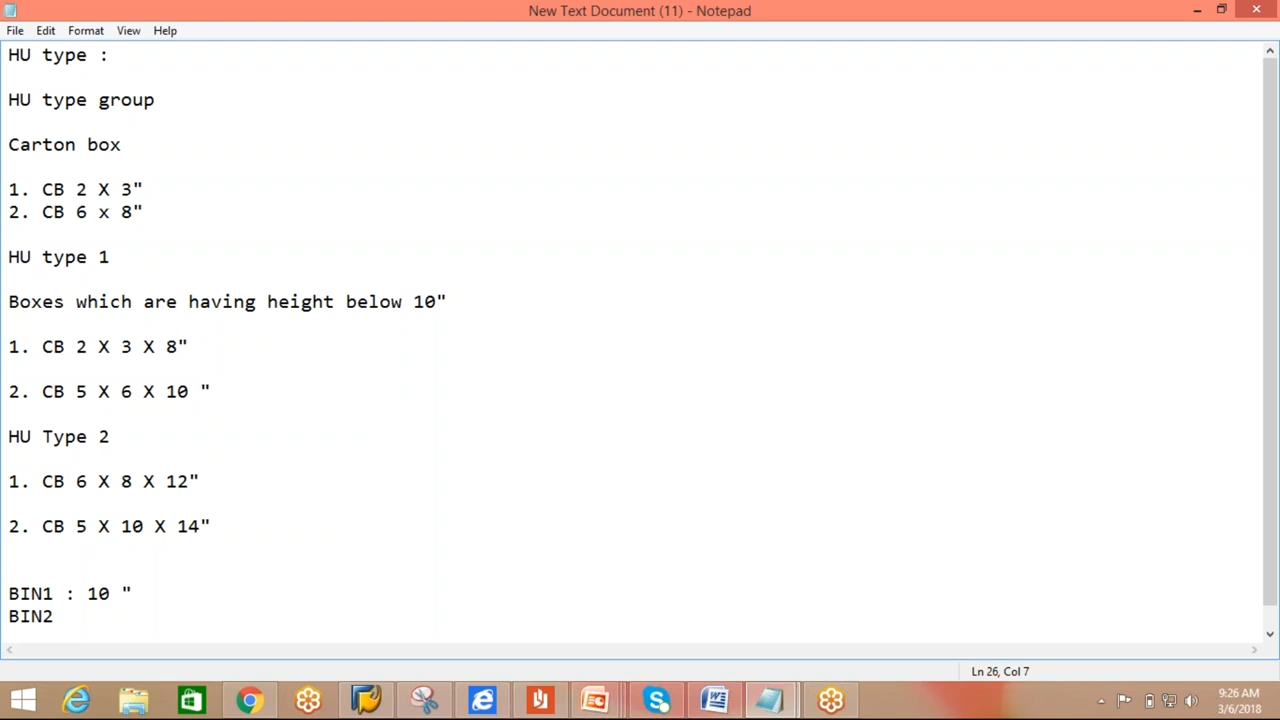 New Text Document (11) - Notepad
File Edit Format View Help
HU type :
HU type group
Carton box
1. CB 2 X 3"
2. CB 6 x 8"
HU type 1
Boxes which are having height below 10"
1. CB 2 X 3 X 8"
2. CB 5 X 6 X 10 "
HU Type 2
1. CB 6 X 8 X 12"
2. CB 5 X 10 X 14"
BIN1 : 10 "
BIN2
Ln 26, Col 7
9:26 AM
3/6/2018